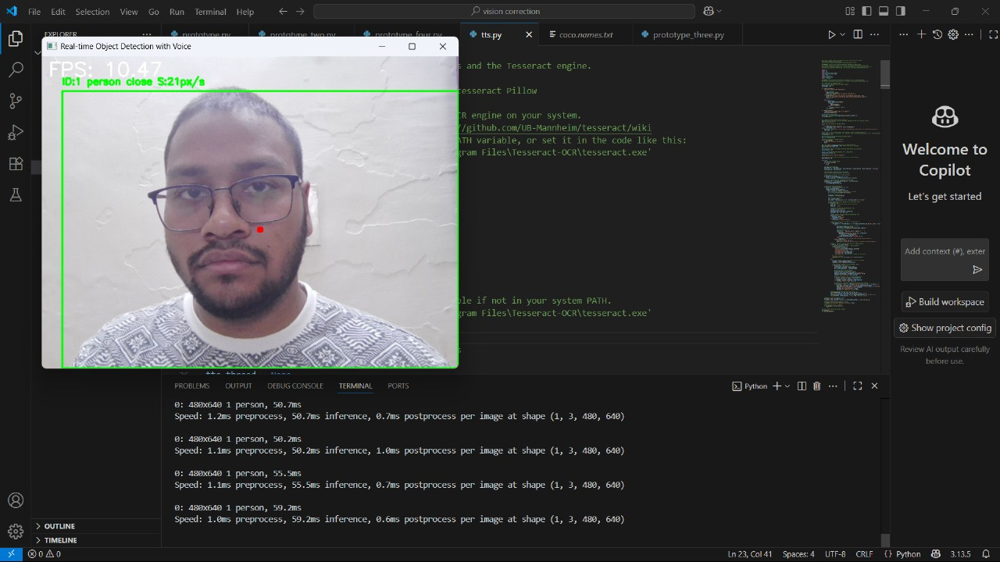 File Edit Selection View Go Run Terminal Help
vision correction
EXPLORER
prototype.py
prototype_two.py
prototype_four.py
tts.py
coco.names
prototype_three.py
Real-time Object Detection with Voice
FPS: 10.47
ID:1 person close S:21px/s
s and the Tesseract engine.
tesseract Pillow
CR engine on your system.
//github.com/UB-Mannheim/tesseract
ATH variable, or set it in the code like this:
gram Files\Tesseract-OCR\tesseract.exe'
ble if not in your system PATH.
gram Files\Tesseract-OCR\tesseract.exe'
Welcome to
Copilot
Let's get started
Add Context (#),
Build workspace
Show project config
Review AI output carefully
before use.
PROBLEMS OUTPUT DEBUG CONSOLE TERMINAL PORTS
Python
0: 480x640 1 person, 50.7ms
Speed: 1.2ms preprocess, 50.7ms inference, 0.7ms postprocess per image at shape (1, 3, 480, 640)
0: 480x640 1 person, 50.2ms
Speed: 1.1ms preprocess, 50.2ms inference, 1.0ms postprocess per image at shape (1, 3, 480, 640)
0: 480x640 1 person, 55.5ms
Speed: 1.1ms preprocess, 55.5ms inference, 0.7ms postprocess per image at shape (1, 3, 480, 640)
0: 480x640 1 person, 59.2ms
Speed: 1.0ms preprocess, 59.2ms inference, 0.6ms postprocess per image at shape (1, 3, 480, 640)
OUTLINE
TIMELINE
0 0
Ln 23, Col 41 Spaces: 4 UTF-8 CRLF {} Python 3.13.5